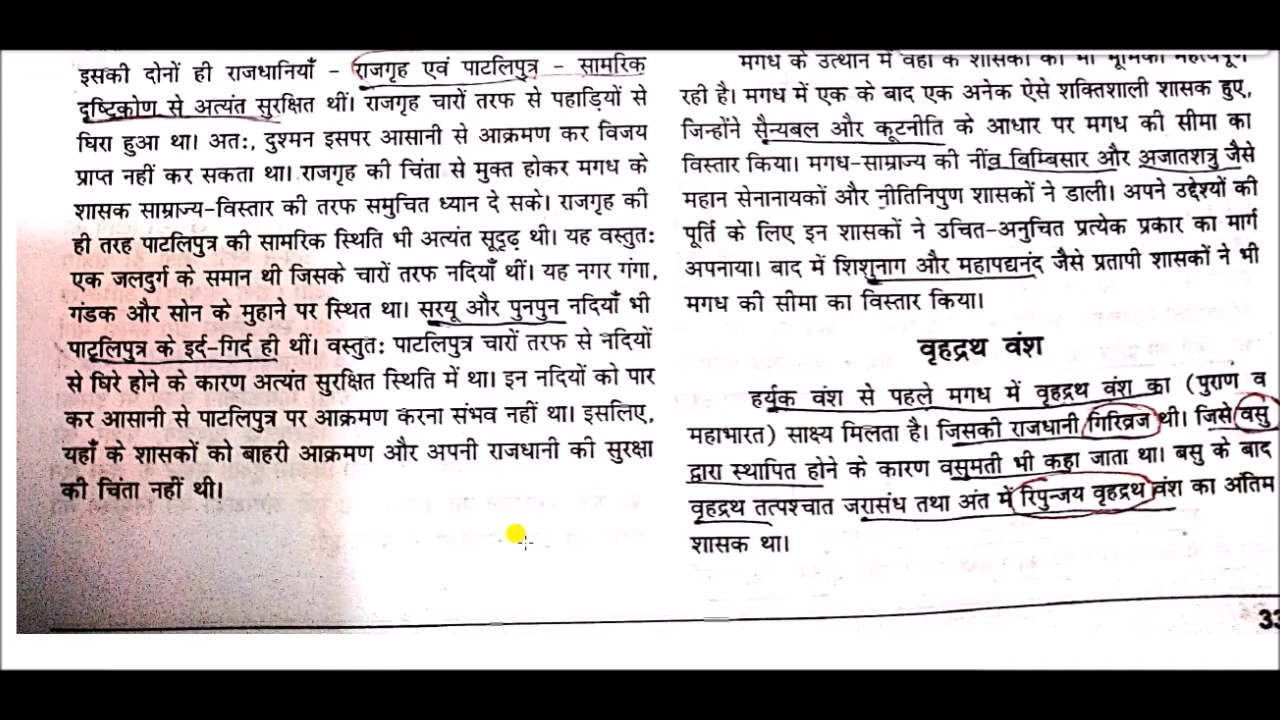 इसकी दोनों ही राजधानियाँ - राजगृह एवं पाटलिपुत्र - सामरिक
दृष्टिकोण से अत्यंत सुरक्षित थीं। राजगृह चारों तरफ से पहाड़ियों से
घिरा हुआ था। अतः, दुश्मन इसपर आसानी से आक्रमण कर विजय
प्राप्त नहीं कर सकता था। राजगृह की चिंता से मुक्त होकर मगध के
शासक साम्राज्य-विस्तार की तरफ समुचित ध्यान दे सके। राजगृह की
ही तरह पाटलिपुत्र की सामरिक स्थिति भी अत्यंत सूदृढ़ थी। यह वस्तुतः
एक जलदुर्ग के समान थी जिसके चारों तरफ नदियाँ थीं। यह नगर गंगा,
गंडक और सोन के मुहाने पर स्थित था। सरयू और पुनपुन नदियाँ भी
पाटलिपुत्र के इर्द-गिर्द ही थीं। वस्तुतः पाटलिपुत्र चारों तरफ से नदियों
से घिरे होने के कारण अत्यंत सुरक्षित स्थिति में था। इन नदियों को पार
कर आसानी से पाटलिपुत्र पर आक्रमण करना संभव नहीं था। इसलिए,
यहाँ के शासकों को बाहरी आक्रमण और अपनी राजधानी की सुरक्षा
की चिंता नहीं थी।
मगध के उत्थान में वहाँ के शासकों की भी भूमिका महत्वपूर्ण
रही है। मगध में एक के बाद एक अनेक ऐसे शक्तिशाली शासक हुए,
जिन्होंने सैन्यबल और कूटनीति के आधार पर मगध की सीमा का
विस्तार किया। मगध-साम्राज्य की नींव बिम्बिसार और अजातशत्रु जैसे
महान सेनानायकों और नीतिनिपुण शासकों ने डाली। अपने उद्देश्यों की
पूर्ति के लिए इन शासकों ने उचित-अनुचित प्रत्येक प्रकार का मार्ग
अपनाया। बाद में शिशुनाग और महापद्यनंद जैसे प्रतापी शासकों ने भी
मगध की सीमा का विस्तार किया।
वृहद्रथ वंश
हर्युक वंश से पहले मगध में वृहद्रथ वंश का (पुराण व
महाभारत) साक्ष्य मिलता है। जिसकी राजधानी गिरिव्रज थी। जिसे वसु
द्वारा स्थापित होने के कारण वसुमती भी कहा जाता था। बसु के बाद
वृहद्रथ तत्पश्चात जरासंध तथा अंत में रिपुन्जय वृहद्रथ वंश का अंतिम
शासक था।